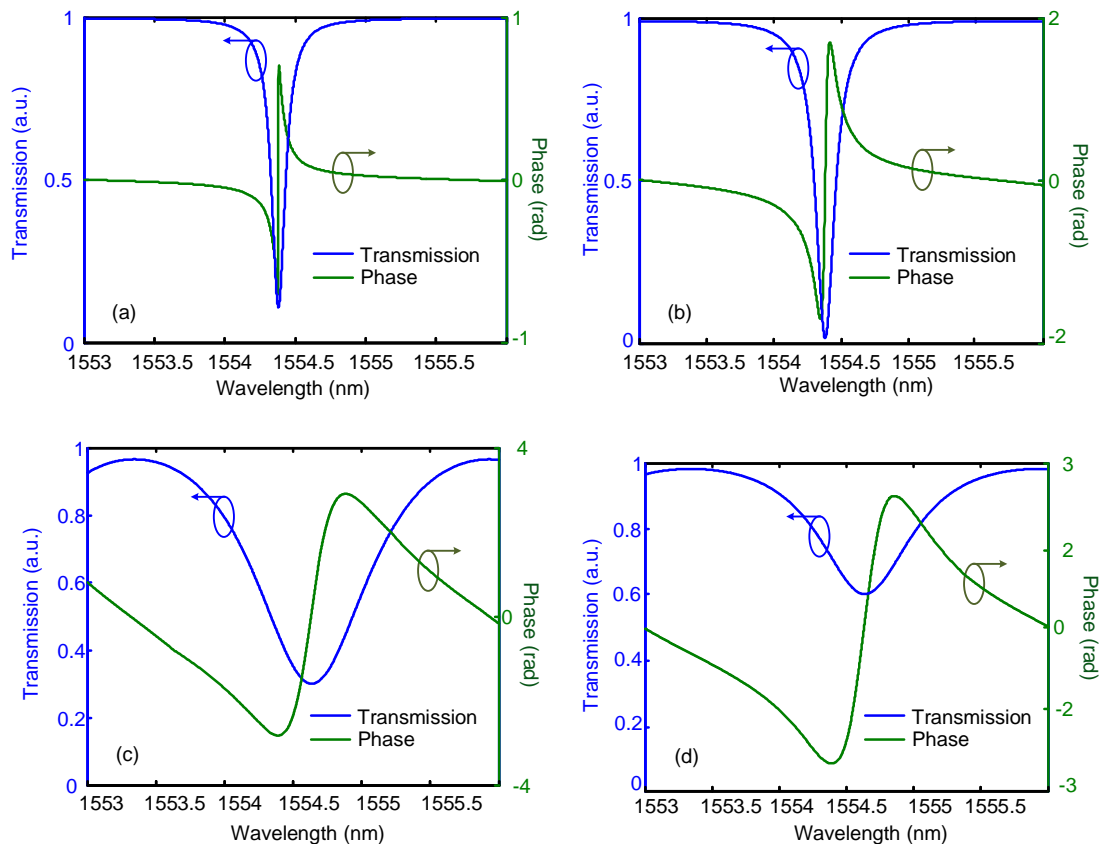 1
0.5
0
Transmission (a.u.)
1
0
-1
Phase (rad)
Transmission
Phase
(a)
1553
1553.5
1554
1554.5
1555
1555.5
Wavelength (nm)
1
0.5
0
Transmission (a.u.)
2
0
-2
Phase (rad)
Transmission
Phase
(b)
1553
1553.5
1554
1554.5
1555
1555.5
Wavelength (nm)
1
0.8
0.6
0.4
0.2
0
Transmission (a.u.)
4
0
-4
Phase (rad)
Transmission
Phase
(c)
1553
1553.5
1554
1554.5
1555
1555.5
Wavelength (nm)
1
0.8
0.6
0.4
0.2
0
Transmission (a.u.)
3
2
1
0
-2
-3
Phase (rad)
Transmission
Phase
(d)
1553
1553.5
1554
1554.5
1555
1555.5
Wavelength (nm)